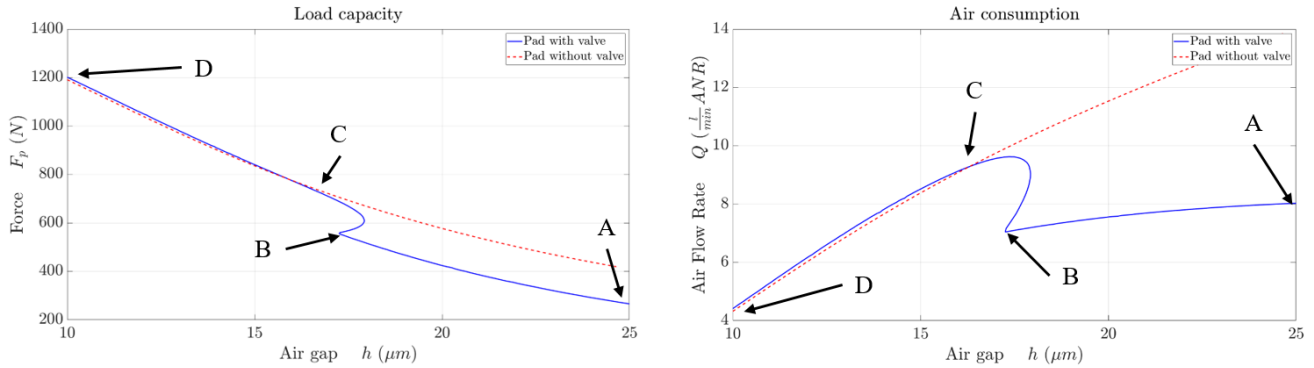 Load capacity
1400
1200
1000
800
600
400
200
10
15
20
25
Force F_p (N)
Air gap h (μm)
Pad with valve
Pad without valve
D
C
B
A
Air consumption
14
12
10
8
6
4
10
15
20
25
Air Flow Rate Q (l/min ANR)
Air gap h (μm)
Pad with valve
Pad without valve
C
A
D
B